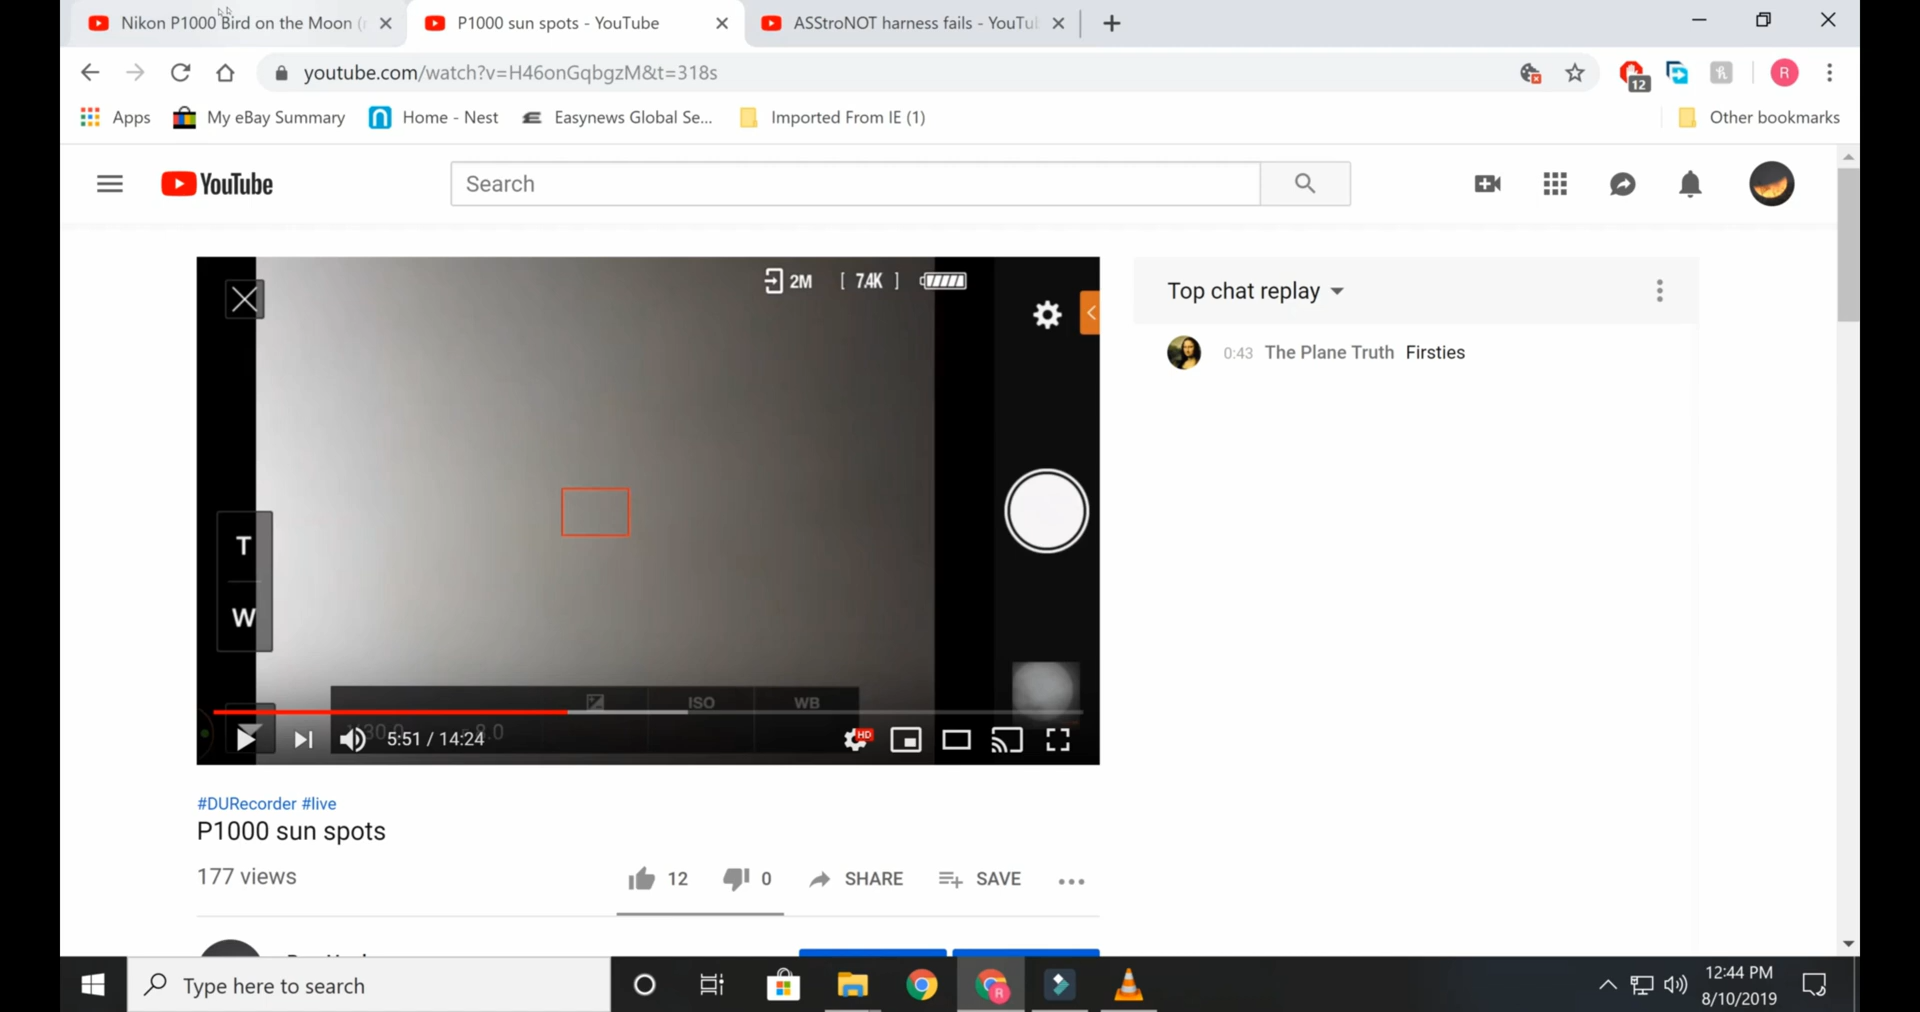 Nikon P1000 Bird on the Moon (
P1000 sun spots - YouTube
ASStroNOT harness fails - YouTu
youtube.com/watch?v=H46onGqbgzM&t=318s
12
R
Apps
My eBay Summary
Home - Nest
Easynews Global Se...
Imported From IE (1)
Other bookmarks
YouTube
Search
2M [ 7.4K ]
Top chat replay
0:43 The Plane Truth Firsties
T
W
ISO
WB
5:51 / 14:24
HD
#DURecorder #live
P1000 sun spots
177 views
12
0
SHARE
SAVE
Type here to search
R
12:44 PM
8/10/2019